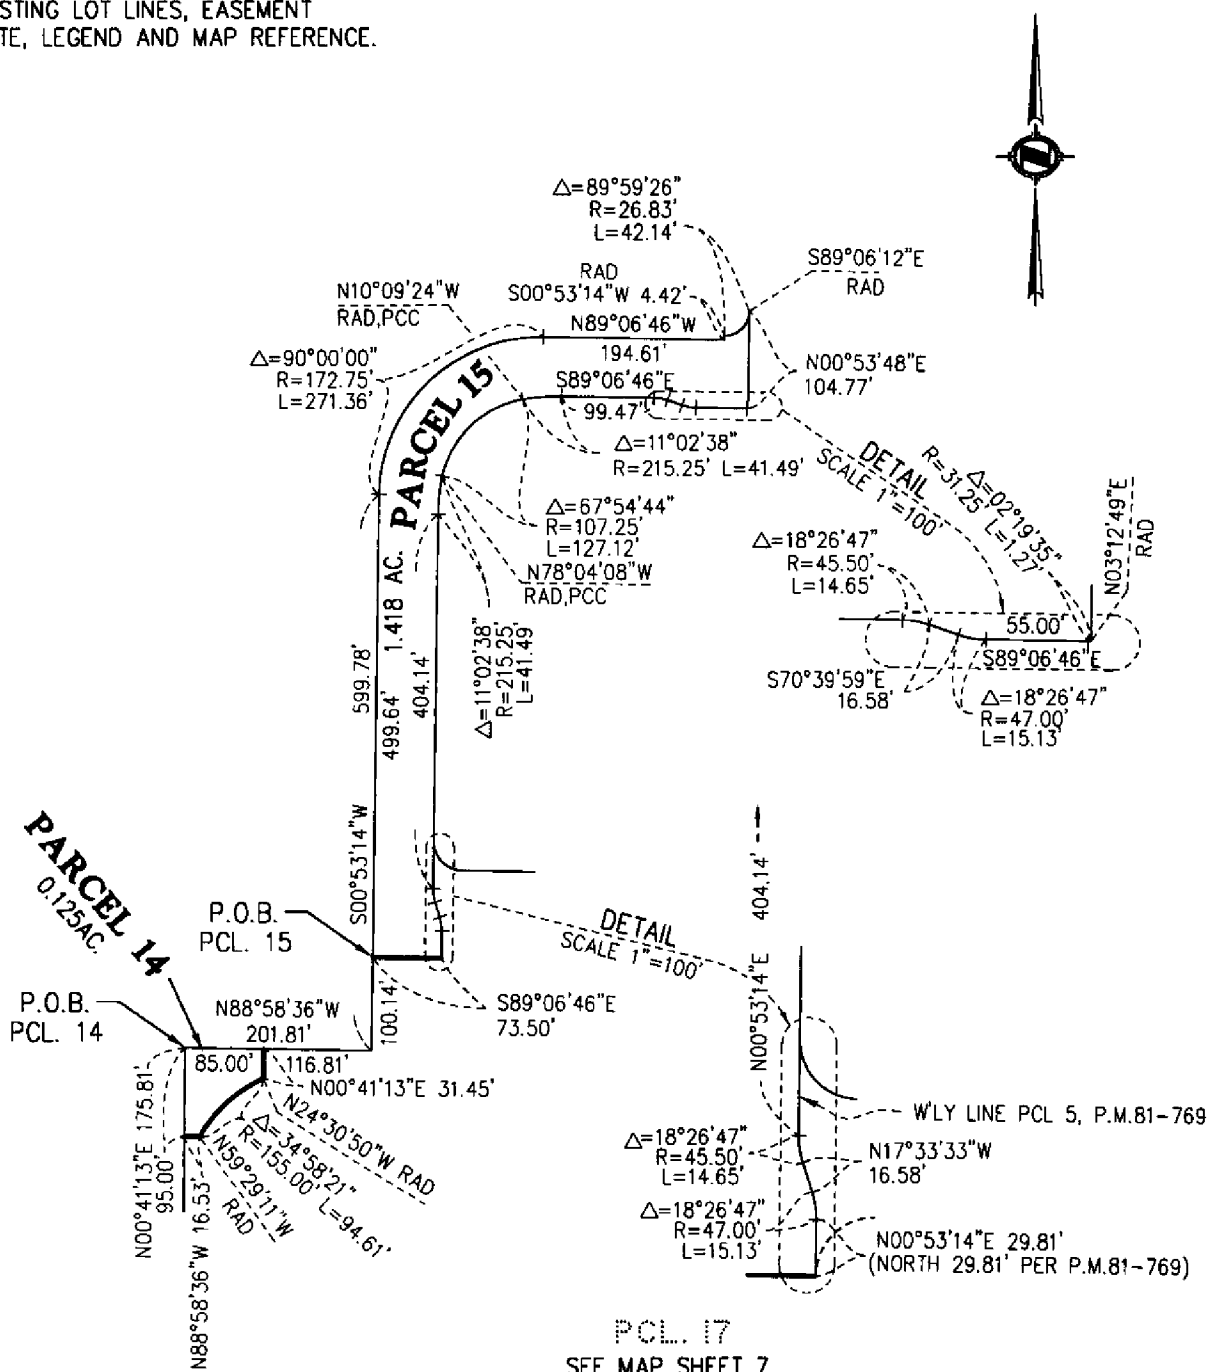 STING LOT LINES, EASEMENT
TE, LEGEND AND MAP REFERENCE.
△=89°59'26"
R=26.83'
L=42.14'
S89°06'12"E
RAD
RAD
S00°53'14"W 4.42'
N10°09'24"W
RAD,PCC
N89°06'46"W
194.61'
△=90°00'00"
R=172.75'
L=271.36'
S89°06'46"E
99.47'
N00°53'48"E
104.77'
PARCEL 15
1.418 AC.
△=11°02'38"
R=215.25' L=41.49'
△=67°54'44"
R=107.25'
L=127.12'
N78°04'08"W
RAD,PCC
DETAIL
SCALE 1"=100'
△=02°19'35"
R=31.25' L=1.27'
N03°12'49"E
RAD
△=18°26'47"
R=45.50'
L=14.65'
55.00'
S89°06'46"E
S70°39'59"E
16.58'
△=18°26'47"
R=47.00'
L=15.13'
△=11°02'38"
R=215.25'
L=41.49'
599.78'
499.64'
404.14'
S00°53'14"W
PARCEL 14
0.125AC.
P.O.B.
PCL. 15
P.O.B.
PCL. 14
N88°58'36"W
201.81'
100.14'
S89°06'46"E
73.50'
DETAIL
SCALE 1"=100'
85.00'
116.81'
N00°41'13"E 31.45'
N24°30'50"W RAD
△=34°58'21"
R=155.00' L=94.61'
N59°29'11"W
RAD
N00°41'13"E 175.81'
95.00'
N88°58'36"W 16.53'
N00°53'14"E 404.14'
W'LY LINE PCL 5, P.M.81-769
△=18°26'47"
R=45.50'
L=14.65'
N17°33'33"W
16.58'
△=18°26'47"
R=47.00'
L=15.13'
N00°53'14"E 29.81'
(NORTH 29.81' PER P.M.81-769)
PCL. 17
SEE MAP SHEET 7